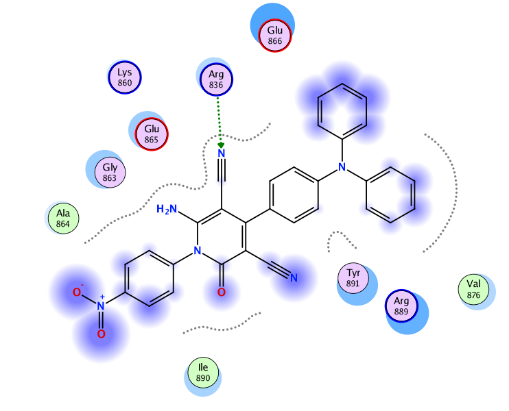 Glu
866
Lys
860
Arg
836
Glu
865
Gly
863
Ala
864
N
N
H₂N
N
N
O
O⁻
N⁺
O
Tyr
891
Arg
889
Val
876
Ile
890